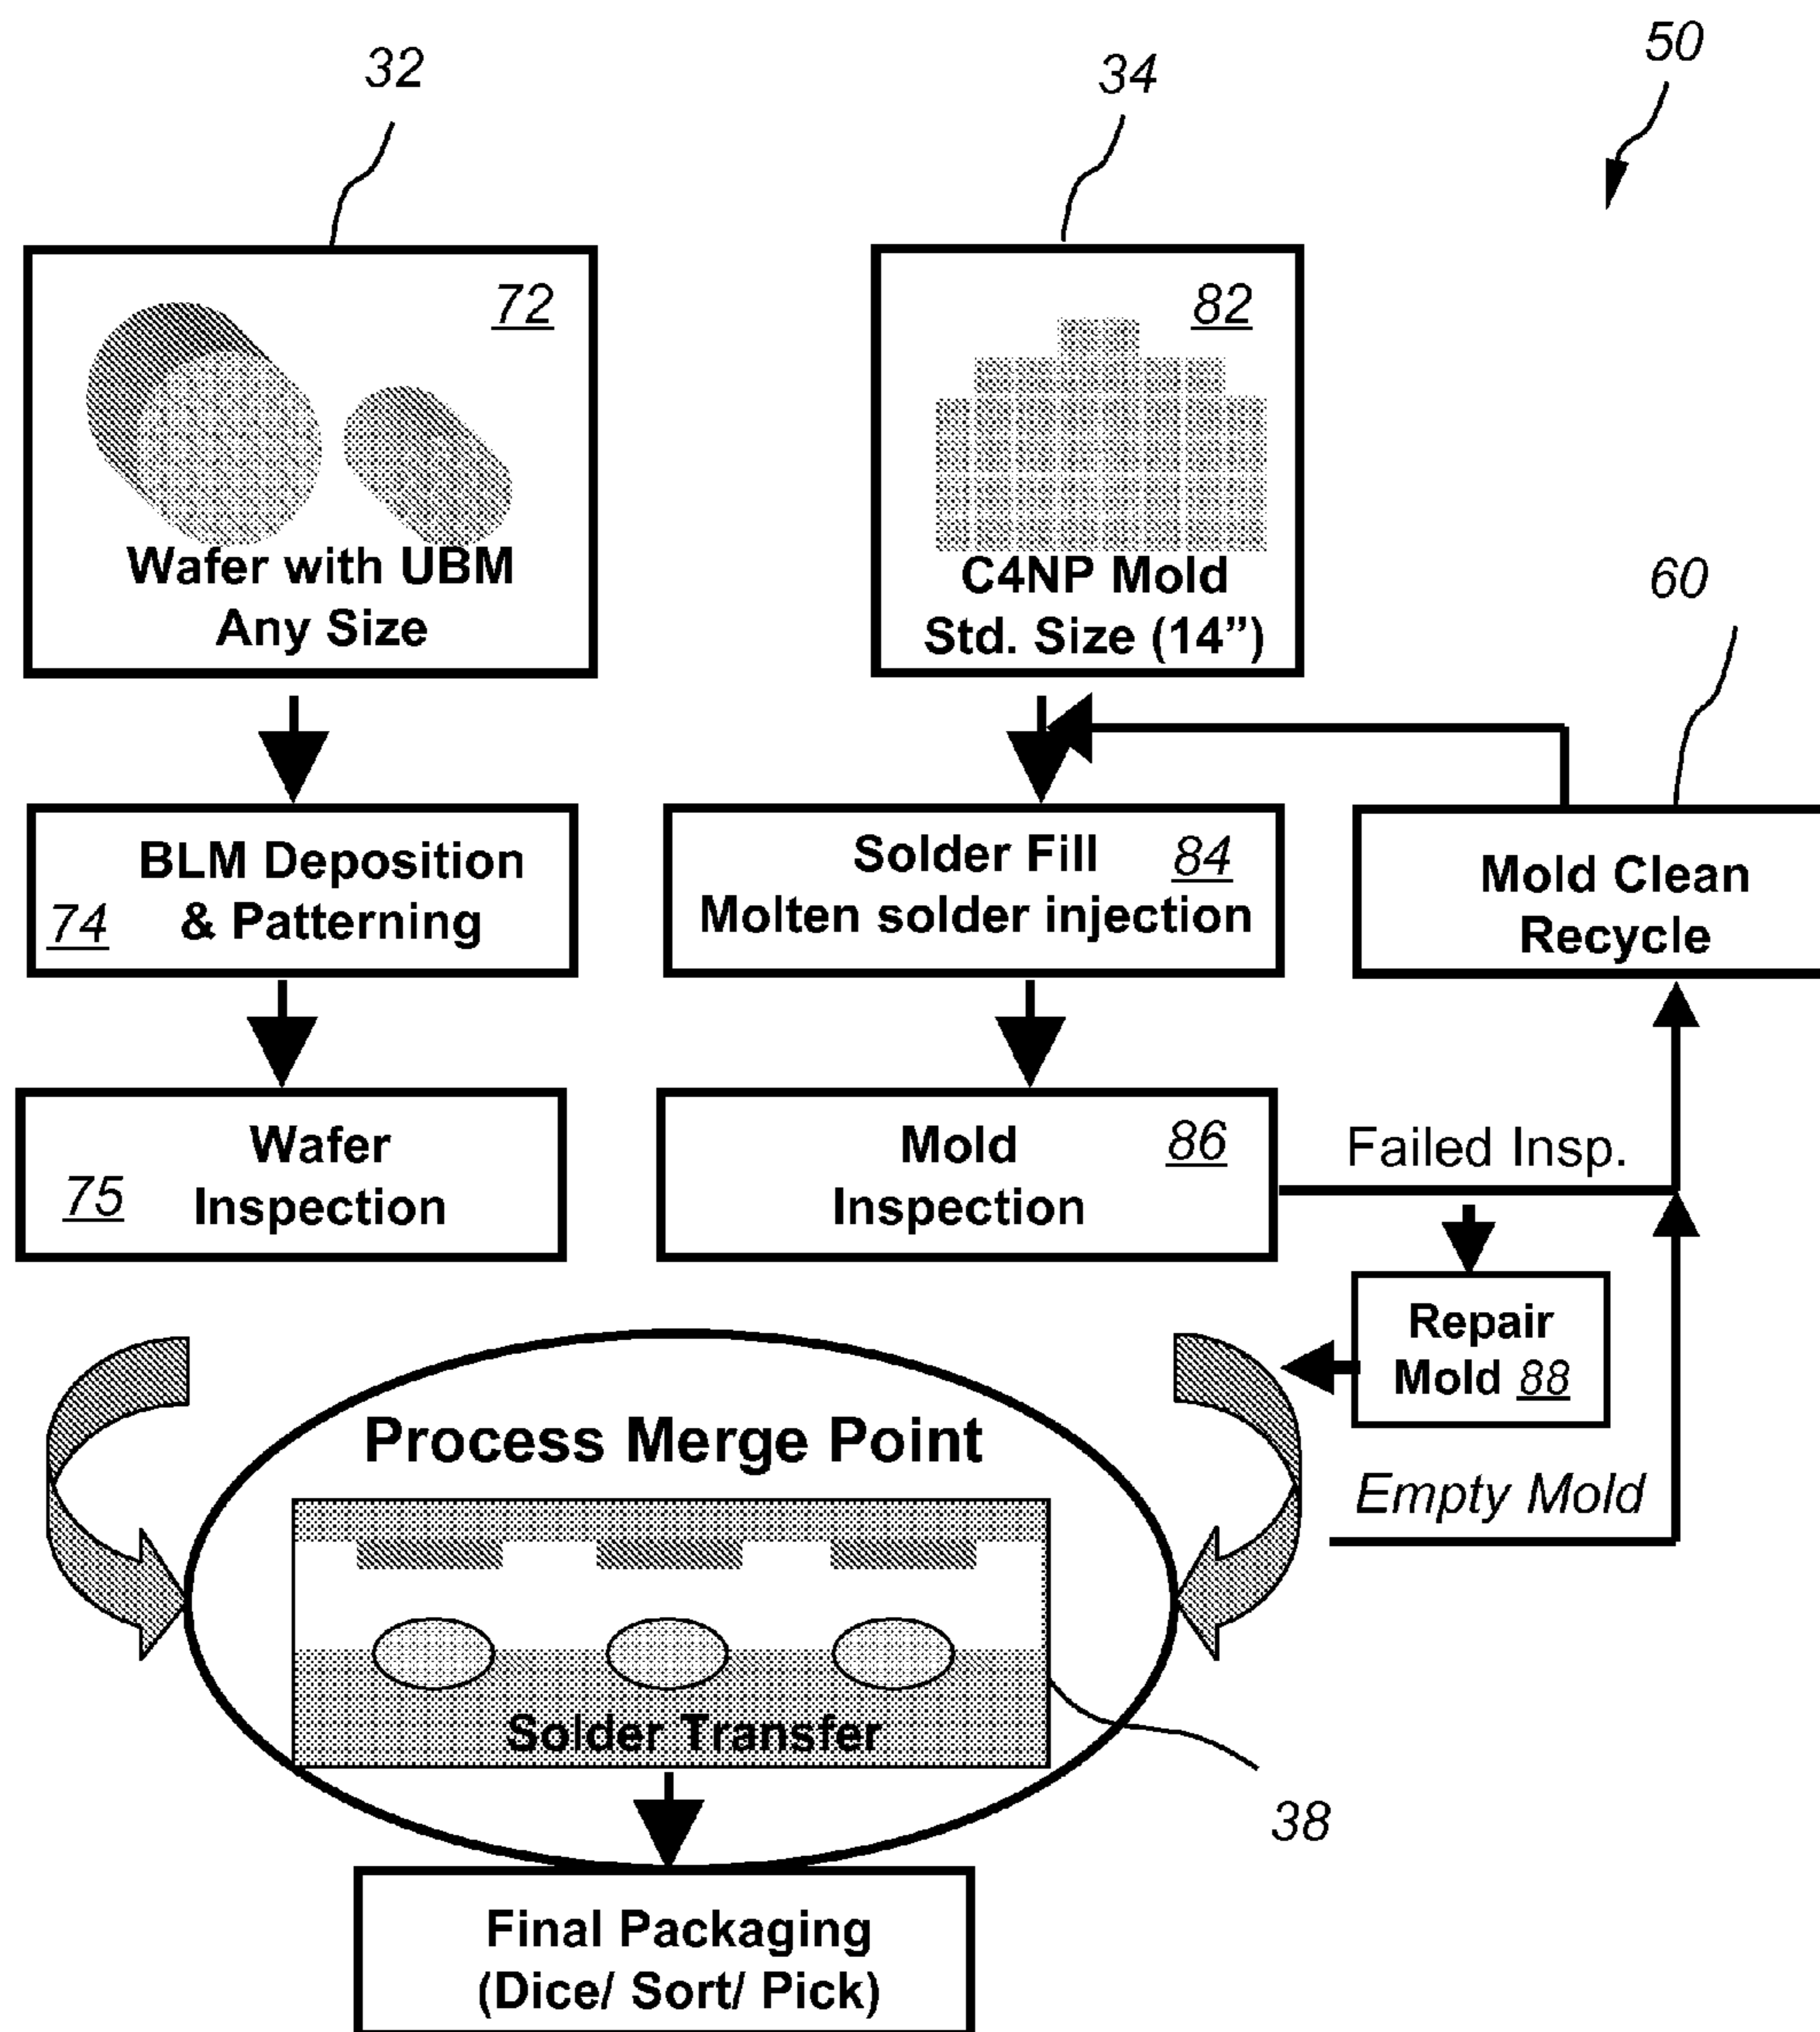 32
34
50
72
Wafer with UBM
Any Size
82
C4NP Mold
Std. Size (14”)
60
BLM Deposition
& Patterning
74
Solder Fill
84
Molten solder injection
Mold Clean
Recycle
Wafer
Inspection
75
Mold
Inspection
86
Failed Insp.
Repair
Mold 88
Empty Mold
Process Merge Point
Solder Transfer
38
Final Packaging
(Dice/ Sort/ Pick)